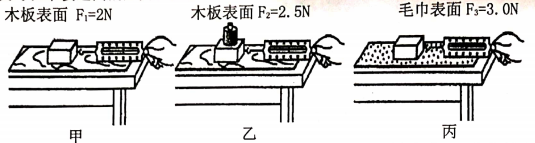 木板表面 F₁=2N
木板表面 F₂=2.5N
毛巾表面 F₃=3.0N
甲
乙
丙